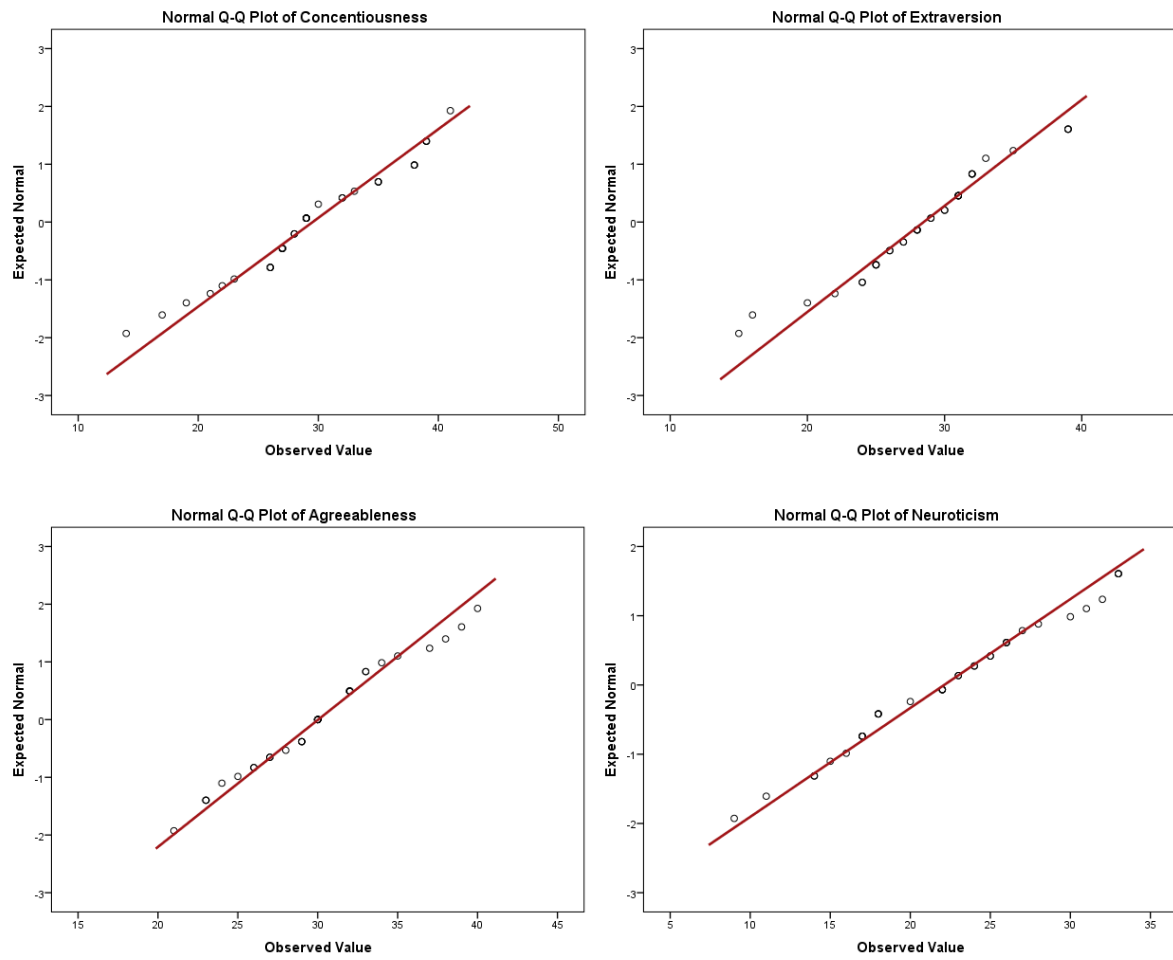 Normal Q-Q Plot of Concentiousness
3
2
1
0
-1
-2
-3
Expected Normal
10 20 30 40 50
Observed Value
Normal Q-Q Plot of Extraversion
3
2
1
0
-1
-2
-3
Expected Normal
10 20 30 40
Observed Value
Normal Q-Q Plot of Agreeableness
3
2
1
0
-1
-2
-3
Expected Normal
15 20 25 30 35 40 45
Observed Value
Normal Q-Q Plot of Neuroticism
2
1
0
-1
-2
-3
Expected Normal
5 10 15 20 25 30 35
Observed Value